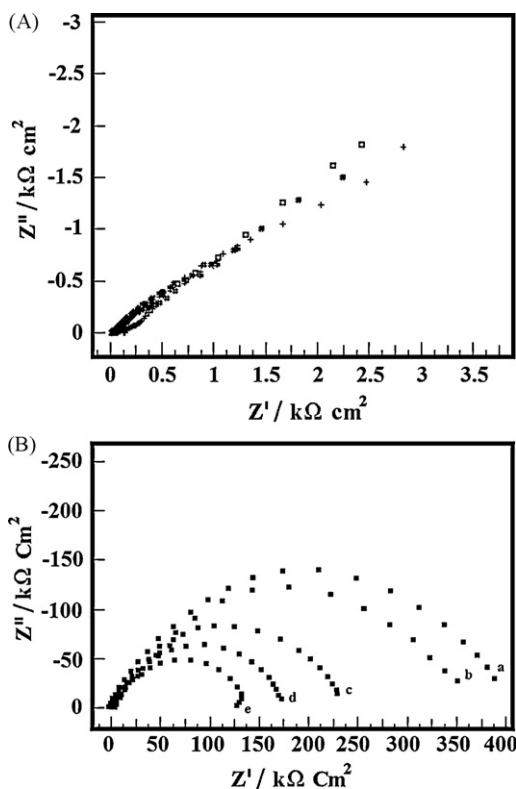 (A)
-3
-2.5
-2
-1.5
-1
-0.5
0
Z" / kΩ cm²
0 0.5 1 1.5 2 2.5 3 3.5
Z' / kΩ cm²
(B)
-250
-200
-150
-100
-50
0
Z" / kΩ Cm²
a
b
c
d
e
0 50 100 150 200 250 300 350 400
Z' / kΩ Cm²